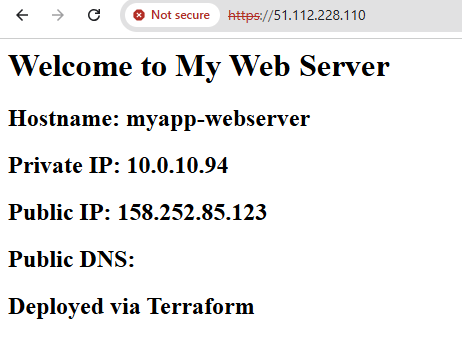 Not secure https://51.112.228.110
Welcome to My Web Server
Hostname: myapp-webserver
Private IP: 10.0.10.94
Public IP: 158.252.85.123
Public DNS:
Deployed via Terraform